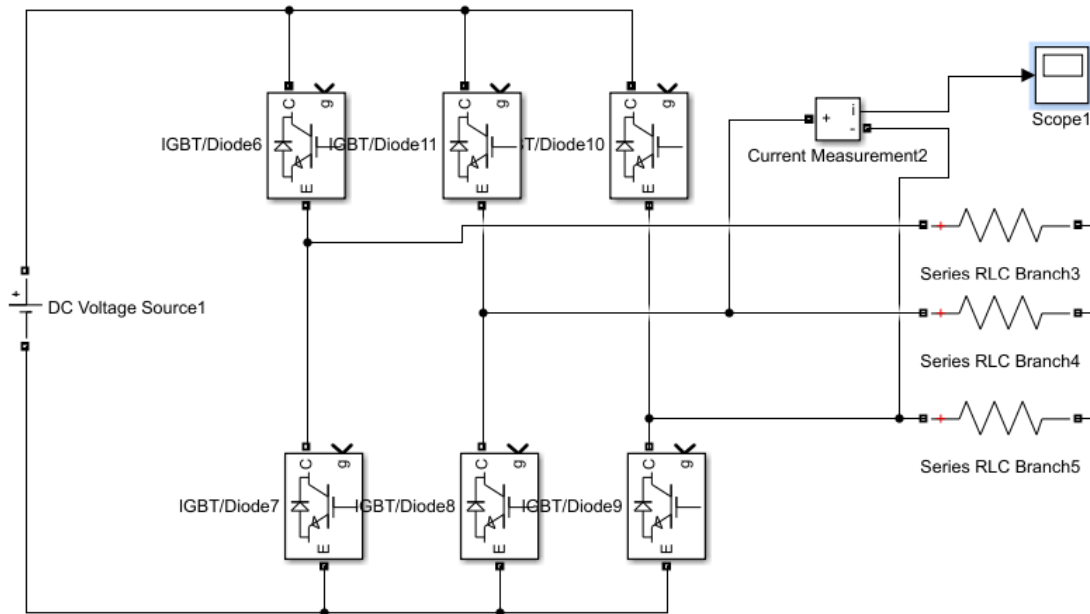 C
g
E
IGBT/Diode6
C
g
E
IGBT/Diode11
C
g
E
T/Diode10
+
i
-
Current Measurement2
Scope1
+
Series RLC Branch3
+
DC Voltage Source1
+
Series RLC Branch4
+
Series RLC Branch5
C
g
E
IGBT/Diode7
C
g
E
IGBT/Diode8
C
g
E
IGBT/Diode9